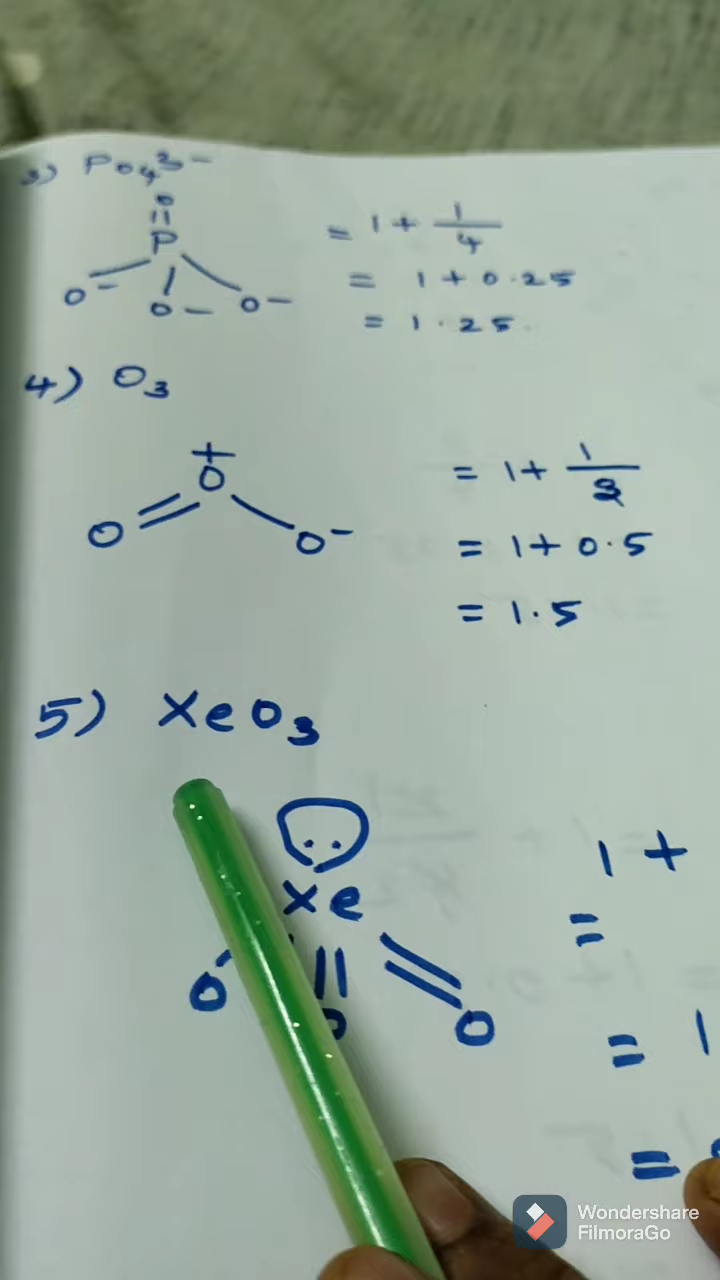 3) PO4 3-
O
||
P
O- O- O-
= 1 + 1/4
= 1 + 0.25
= 1.25
4) O3
+
O
O O-
= 1 + 1/2
= 1 + 0.5
= 1.5
5) XeO3
..
Xe
O O O
1 +
=
= 1
=
Wondershare
FilmoraGo